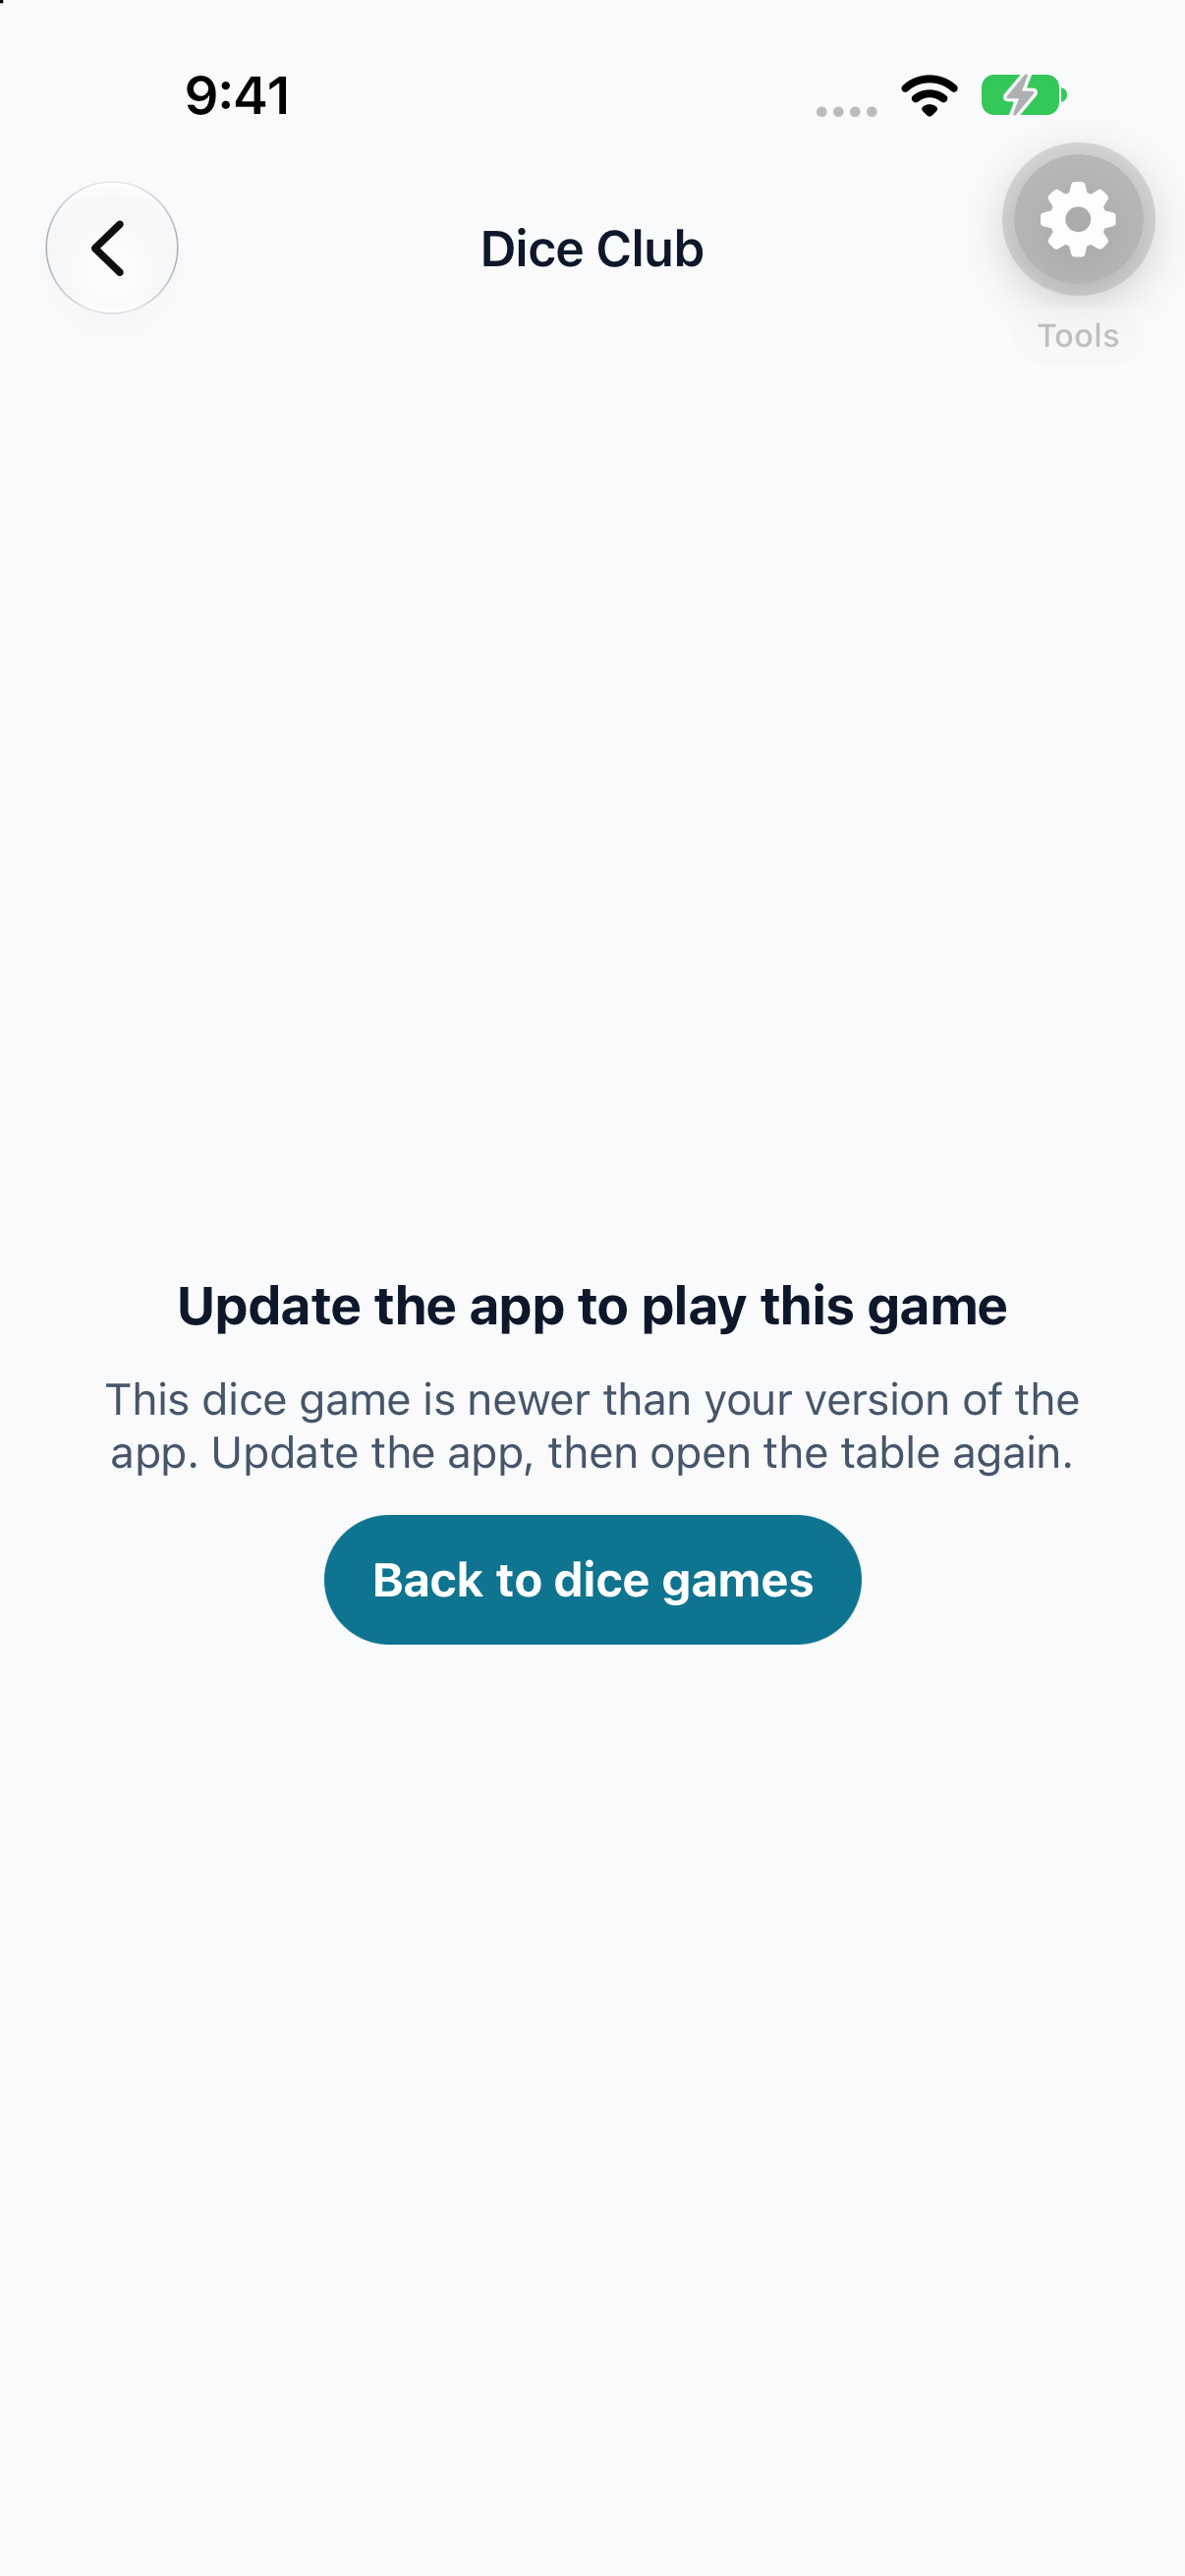 9:41
Dice Club
Tools
Update the app to play this game
This dice game is newer than your version of the
app. Update the app, then open the table again.
Back to dice games